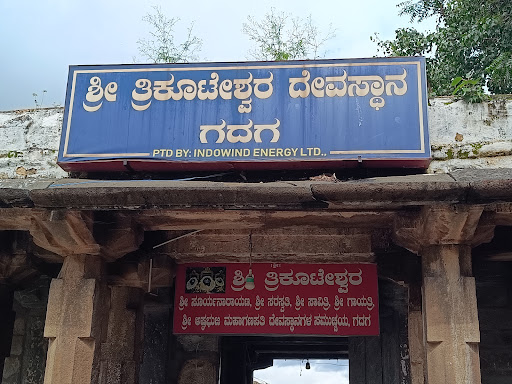 ಶ್ರೀ ತ್ರಿಕೂಟೇಶ್ವರ ದೇವಸ್ಥಾನ
ಗದಗ
PTD BY: INDOWIND ENERGY LTD.,
ಶ್ರೀ ತ್ರಿಕೂಟೇಶ್ವರ
ಶ್ರೀ ಸೂರ್ಯನಾರಾಯಣ, ಶ್ರೀ ಸರಸ್ವತಿ, ಶ್ರೀ ಸಾವಿತ್ರಿ, ಶ್ರೀ ಗಾಯತ್ರಿ,
ಶ್ರೀ ಅಷ್ಟಭುಜ ಮಹಾಗಣಪತಿ ದೇವಸ್ಥಾನಗಳ ಸಮುಚ್ಚಯ, ಗದಗ